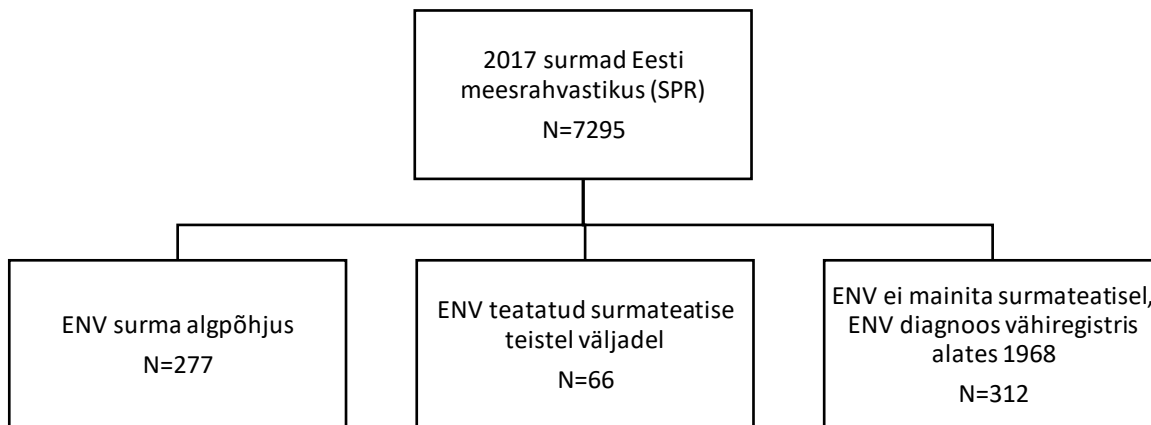 2017 surmad Eesti
meesrahvastikus (SPR)
N=7295
ENV surma algpõhjus
N=277
ENV teatatud surmateatise
teistel väljadel
N=66
ENV ei mainita surmateatisel,
ENV diagnoos vähiregistris
alates 1968
N=312